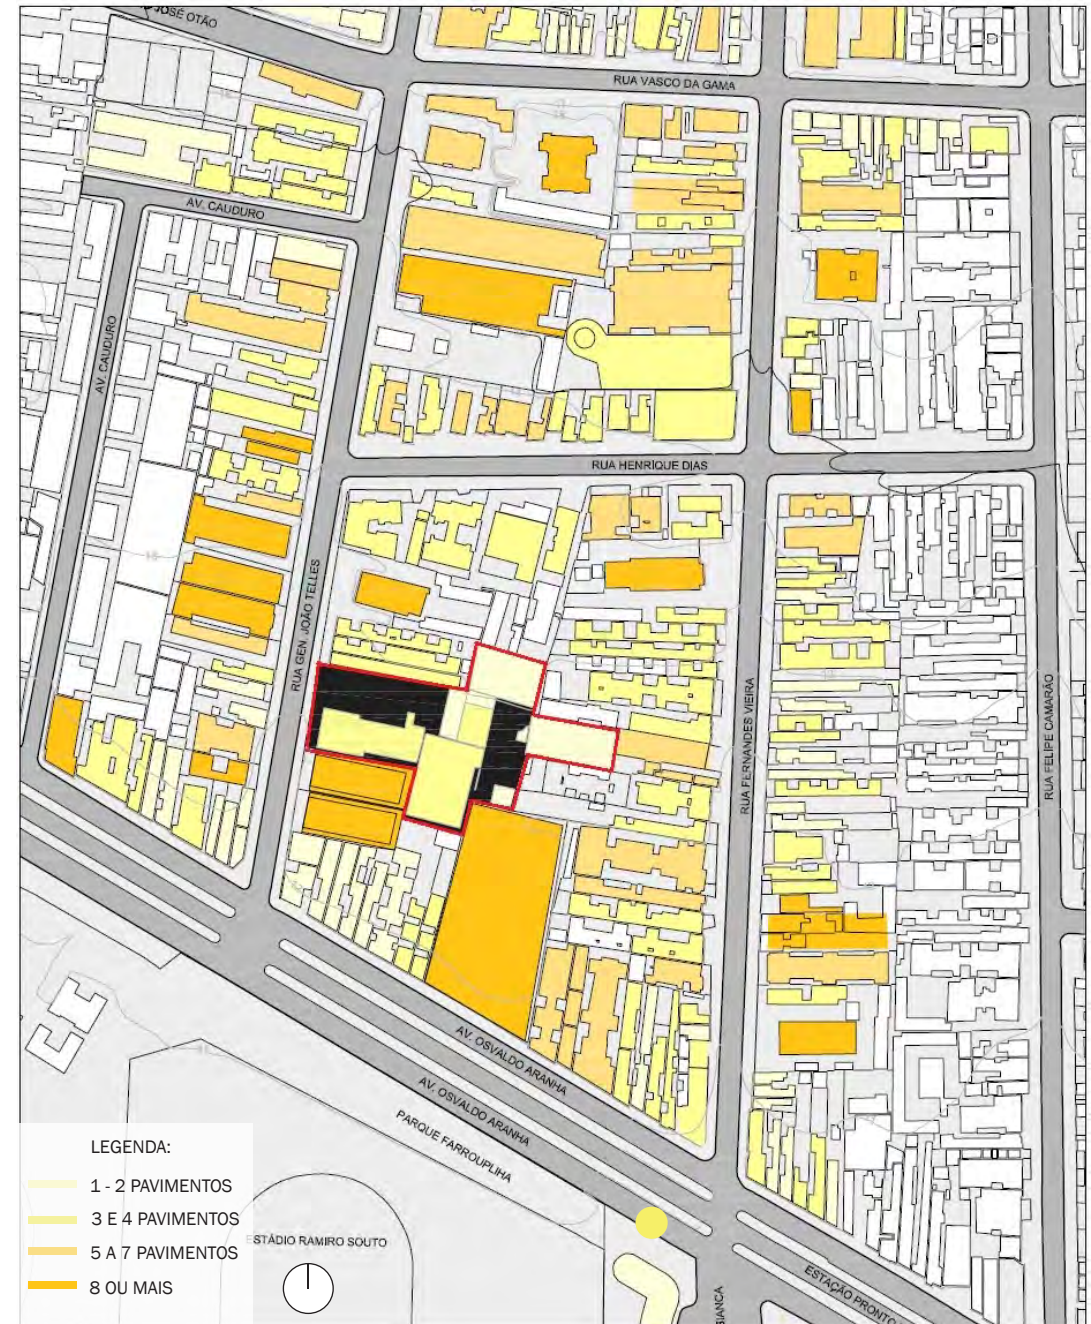 JOSÉ OTÃO
RUA VASCO DA GAMA
AV. CAUDURO
AV. CAUDURO
RUA HENRIQUE DIAS
RUA GEN. JOÃO TELLES
RUA FERNANDES VIEIRA
RUA FELIPE CAMARÃO
AV. OSVALDO ARANHA
AV. OSVALDO ARANHA
PARQUE FARROUPLIHA
LEGENDA:
1 - 2 PAVIMENTOS
3 E 4 PAVIMENTOS
5 A 7 PAVIMENTOS
8 OU MAIS
ESTÁDIO RAMIRO SOUTO
ESTAÇÃO PRONTO